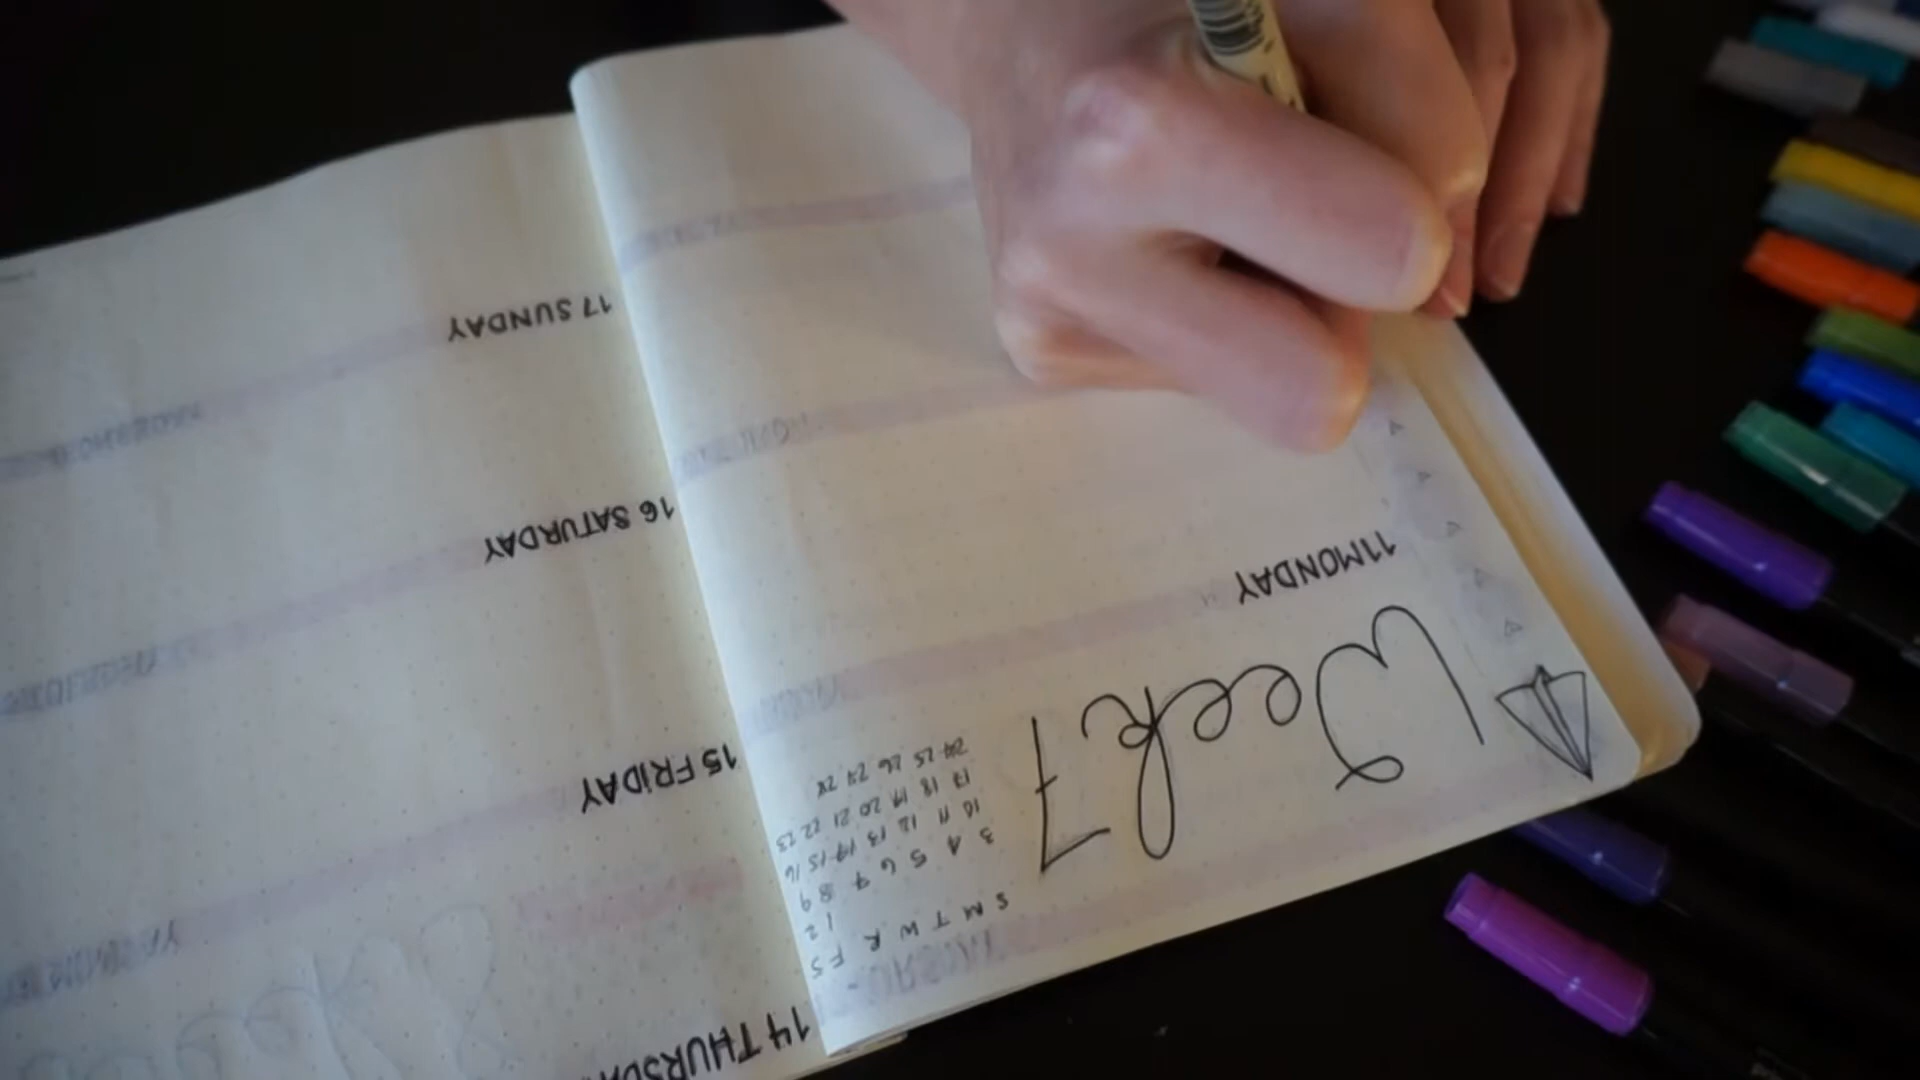 Week 7
S M T W R F S
1 2
3 4 5 6 7 8 9
10 11 12 13 14 15 16
17 18 19 20 21 22 23
24 25 26 27 28
11 MONDAY
14 THURSDA
15 FRIDAY
16 SATURDAY
17 SUNDAY